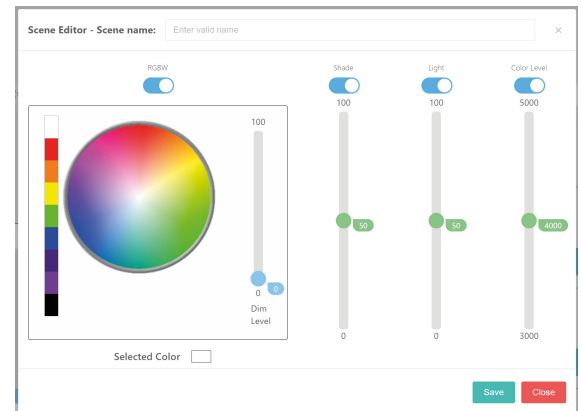 Scene Editor - Scene name: Enter valid name ×
RGBW Shade Light Color Level
100 100 5000
100
50 50 4000
0 0
Dim
Level
0 0 3000
Selected Color
Save Close